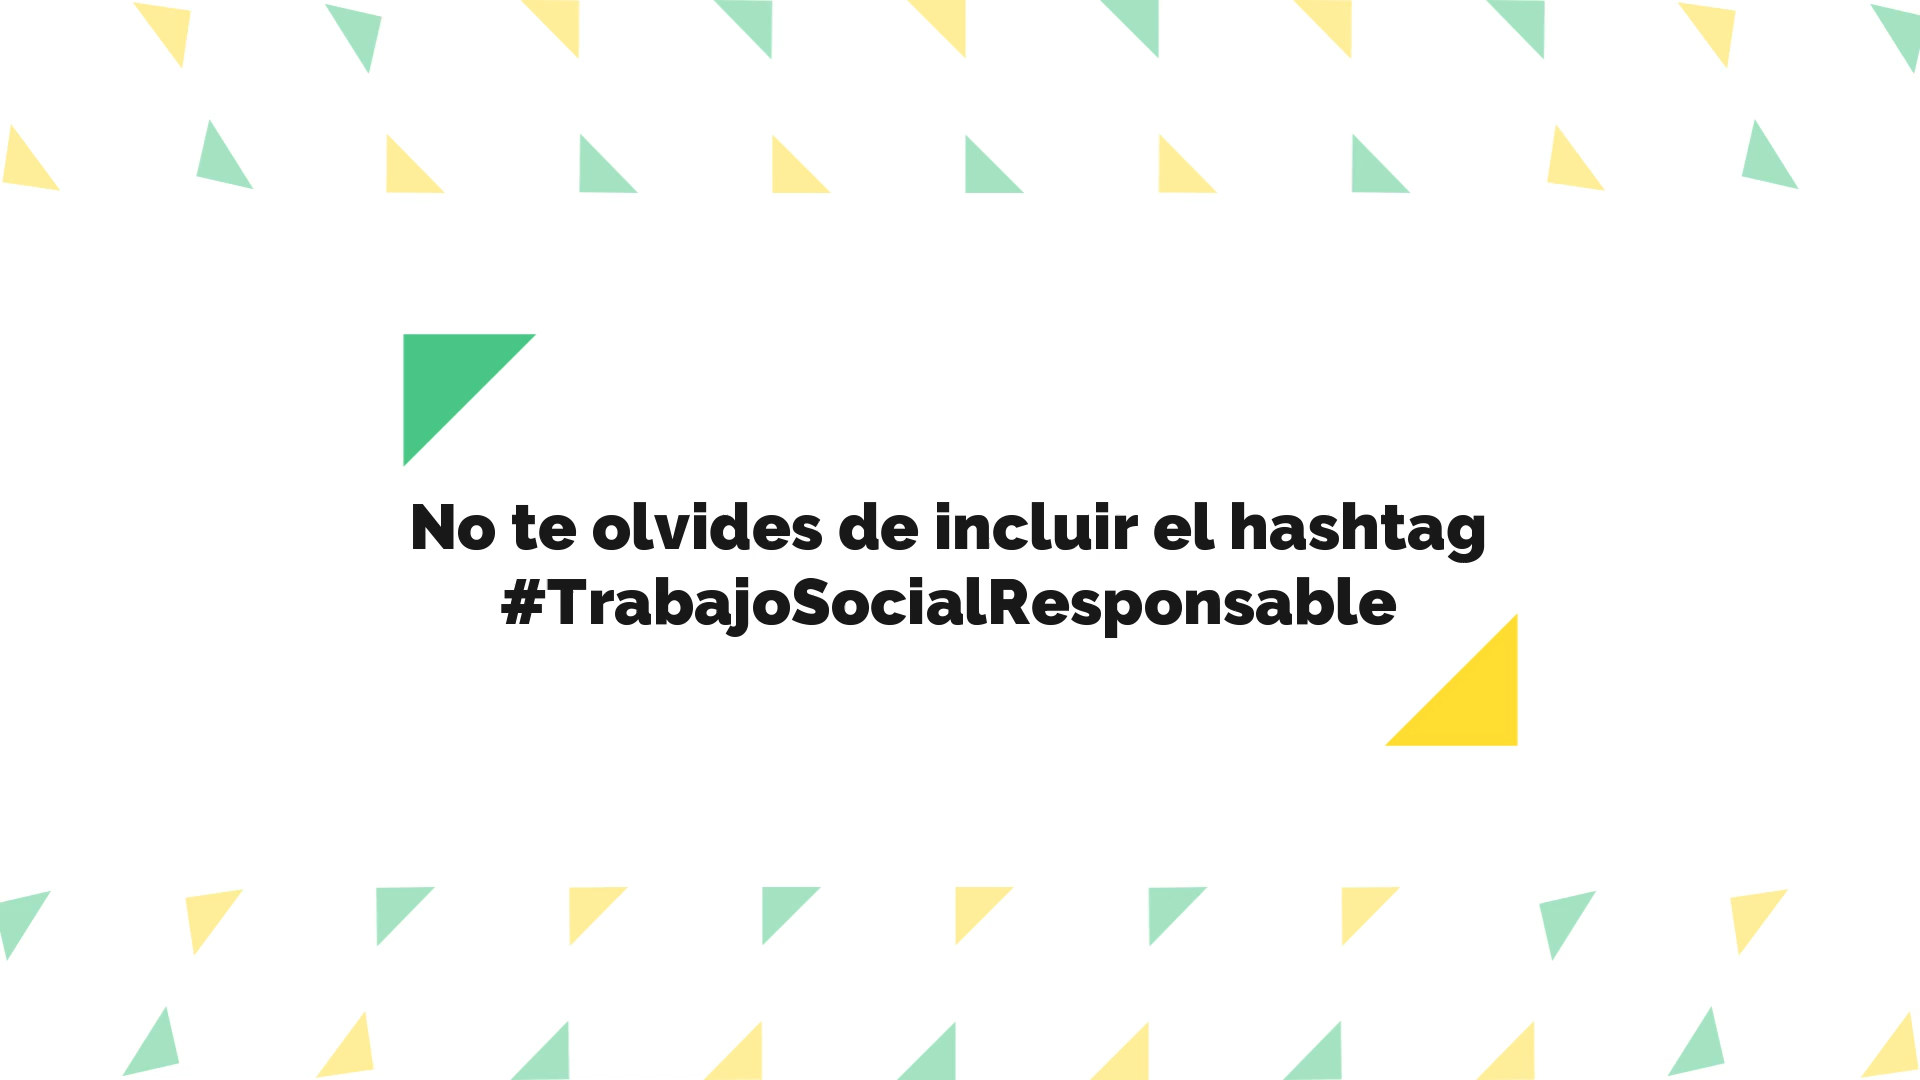 No te olvides de incluir el hashtag
#TrabajoSocialResponsable